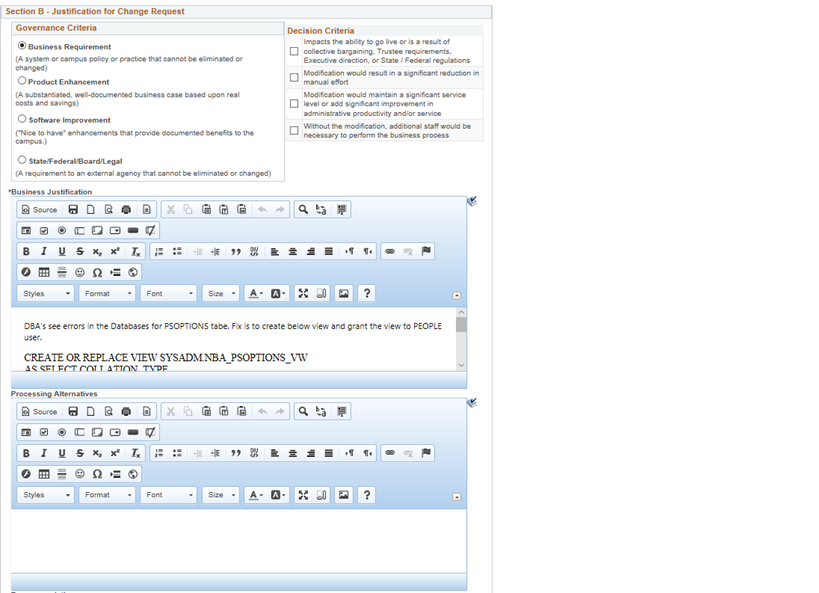 Section B - Justification for Change Request
Governance Criteria
Business Requirement
(A system or campus policy or practice that cannot be eliminated or
changed)
Product Enhancement
(A substantiated, well-documented business case based upon real
costs and savings)
Software Improvement
("Nice to have" enhancements that provide documented benefits to the
campus.)
State/Federal/Board/Legal
(A requirement to an external agency that cannot be eliminated or changed)
Decision Criteria
Impacts the ability to go live or is a result of
collective bargaining, Trustee requirements,
Executive direction, or State / Federal regulations
Modification would result in a significant reduction in
manual effort
Modification would maintain a significant service
level or add significant improvement in
administrative productivity and/or service
Without the modification, additional staff would be
necessary to perform the business process
*Business Justification
Source
Styles Format Font Size
DBA's see errors in the Databases for PSOPTIONS tabe. Fix is to create below view and grant the view to PEOPLE
user.
CREATE OR REPLACE VIEW SYSADM.NBA_PSOPTIONS_VW
AS SELECT COLLATION_TYPE
Processing Alternatives
Source
Styles Format Font Size